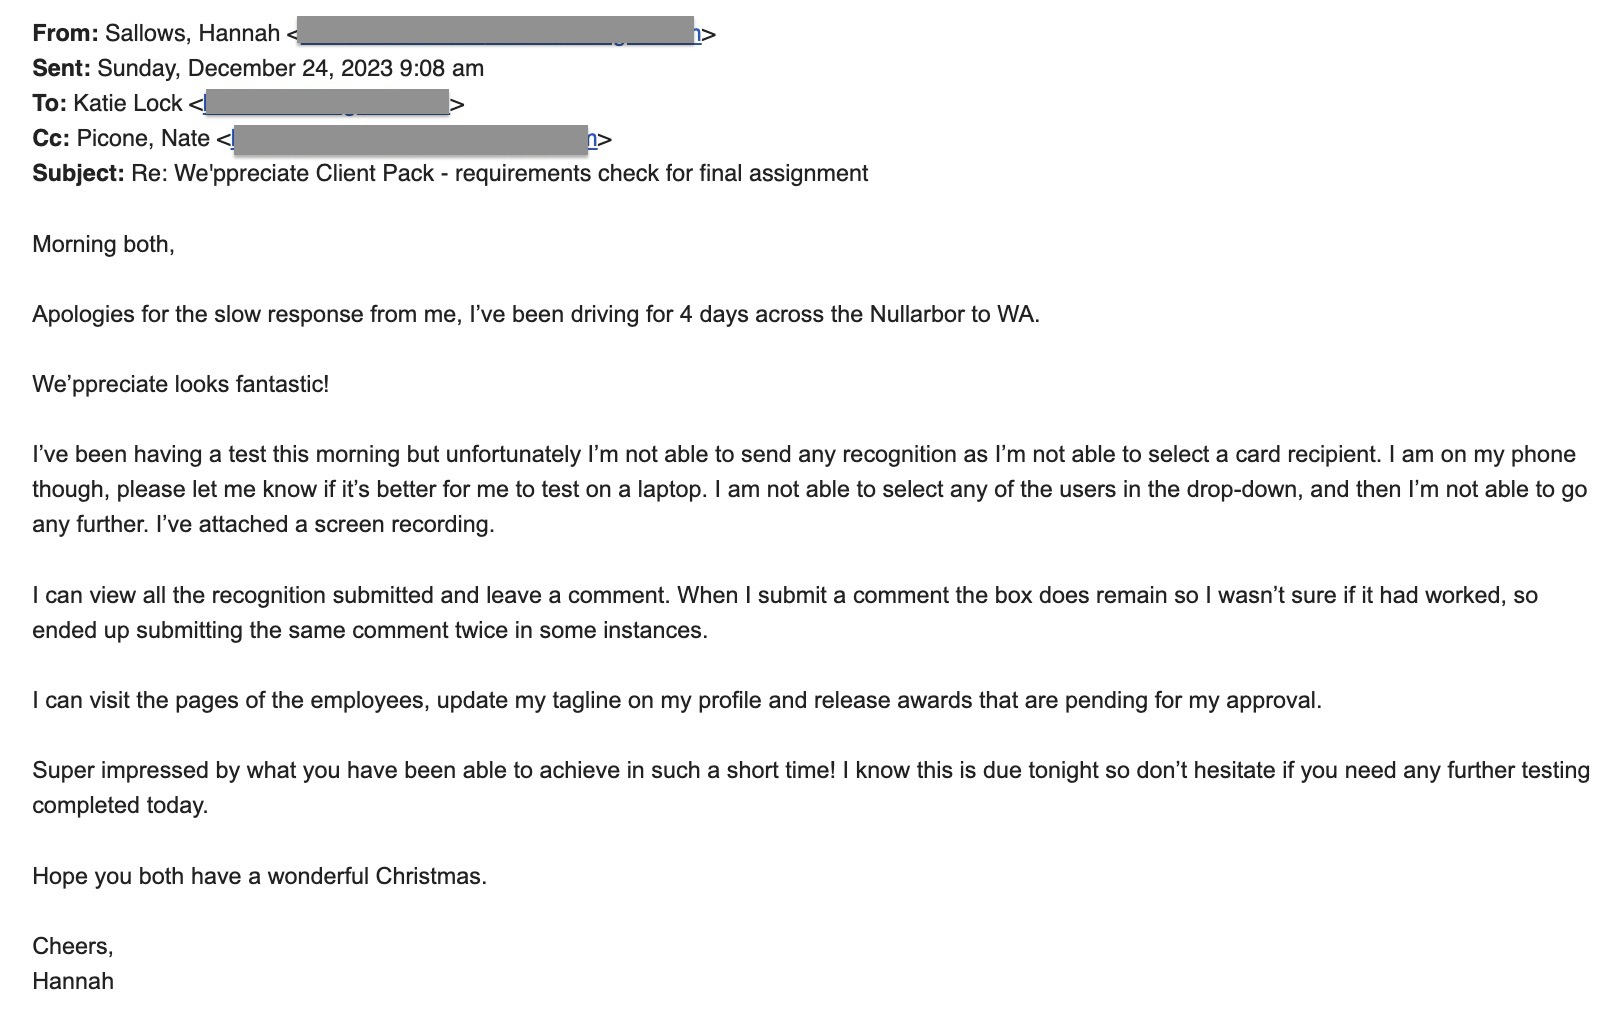 From: Sallows, Hannah <>
Sent: Sunday, December 24, 2023 9:08 am
To: Katie Lock <>
Cc: Picone, Nate <>
Subject: Re: We'ppreciate Client Pack - requirements check for final assignment
Morning both,
Apologies for the slow response from me, I’ve been driving for 4 days across the Nullarbor to WA.
We’ppreciate looks fantastic!
I’ve been having a test this morning but unfortunately I’m not able to send any recognition as I’m not able to select a card recipient. I am on my phone
though, please let me know if it’s better for me to test on a laptop. I am not able to select any of the users in the drop-down, and then I’m not able to go
any further. I’ve attached a screen recording.
I can view all the recognition submitted and leave a comment. When I submit a comment the box does remain so I wasn’t sure if it had worked, so
ended up submitting the same comment twice in some instances.
I can visit the pages of the employees, update my tagline on my profile and release awards that are pending for my approval.
Super impressed by what you have been able to achieve in such a short time! I know this is due tonight so don’t hesitate if you need any further testing
completed today.
Hope you both have a wonderful Christmas.
Cheers,
Hannah